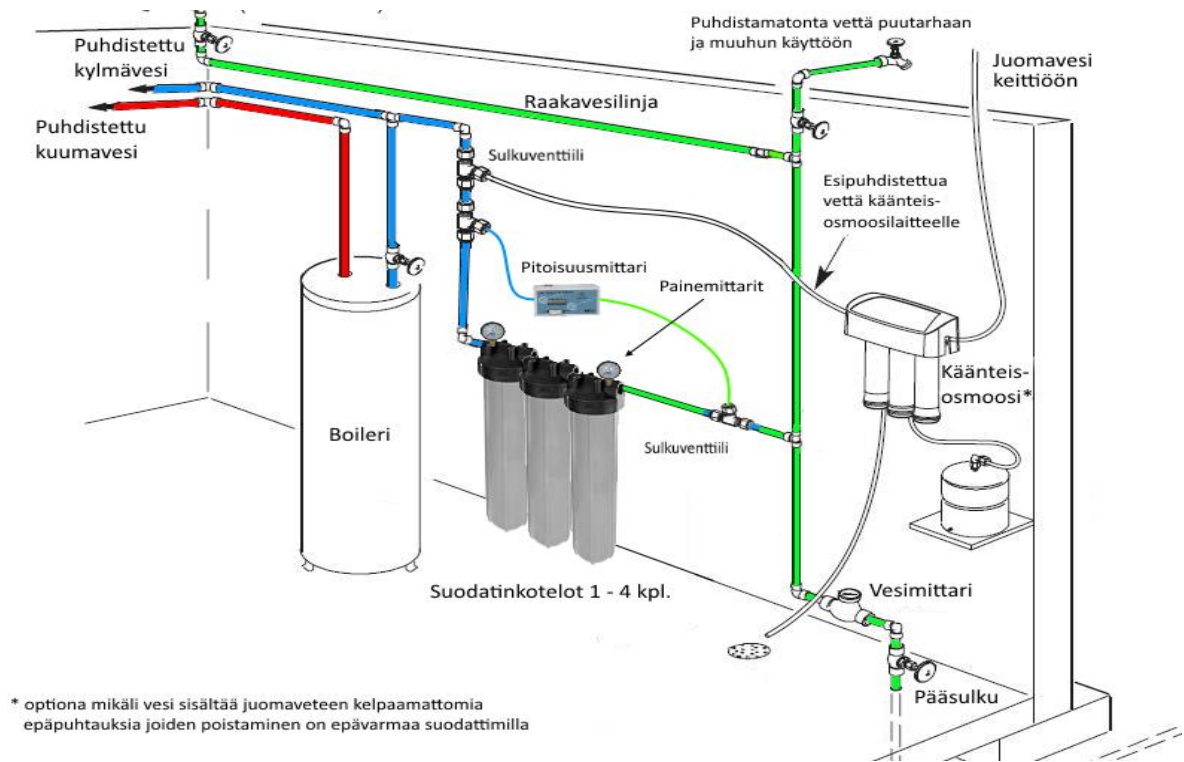 Puhdistettu
kylmävesi
Puhdistettu
kuumavesi
Raakavesilinja
Puhdistamatonta vettä puutarhaan
ja muuhun käyttöön
Juomavesi
keittiöön
Sulkuventtiili
Esipuhdistettua
vettä käänteis-
osmoosilaitteelle
Pitoisuusmittari
Painemittarit
Käänteis-
osmoosi*
Boileri
Sulkuventtiili
Suodatinkotelot 1 - 4 kpl.
Vesimittari
Pääsulku
* optiona mikäli vesi sisältää juomaveteen kelpaamattomia
epäpuhtauksia joiden poistaminen on epävarmaa suodattimilla